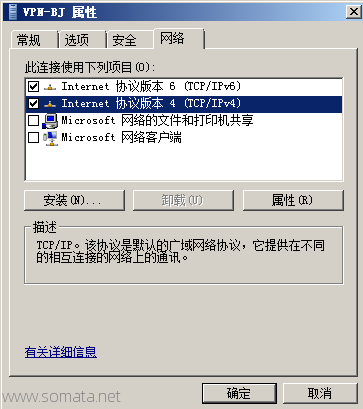 VPN-BJ 属性
常规 选项 安全 网络
此连接使用下列项目(O):
Internet 协议版本 6 (TCP/IPv6)
Internet 协议版本 4 (TCP/IPv4)
Microsoft 网络的文件和打印机共享
Microsoft 网络客户端
安装(N)... 卸载(U) 属性(R)
描述
TCP/IP。该协议是默认的广域网络协议，它提供在不同
的相互连接的网络上的通讯。
有关详细信息
www.somata.net
确定 取消